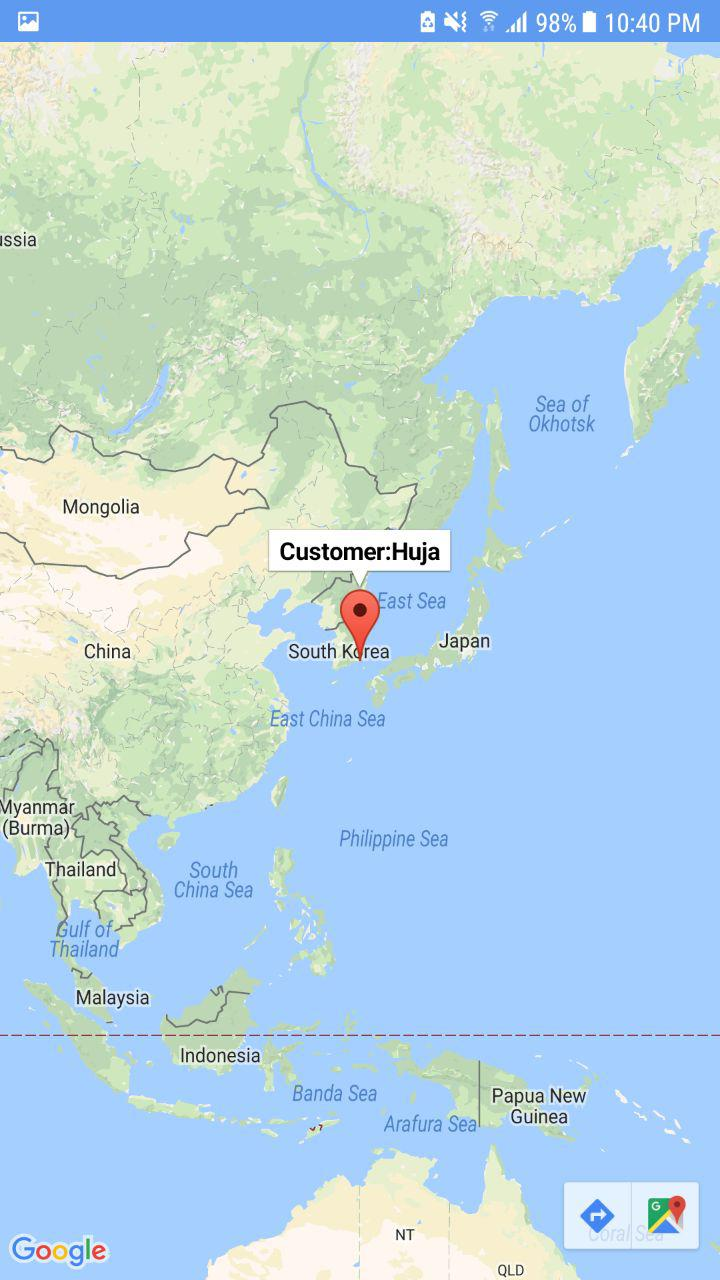 98% 10:40 PM
ussia
Sea of
Okhotsk
Mongolia
Customer:Huja
East Sea
Japan
China
South Korea
East China Sea
Myanmar
(Burma)
Philippine Sea
Thailand
South
China Sea
Gulf of
Thailand
Malaysia
Indonesia
Banda Sea
Papua New
Guinea
Arafura Sea
G
Coral Sea
NT
Google
QLD